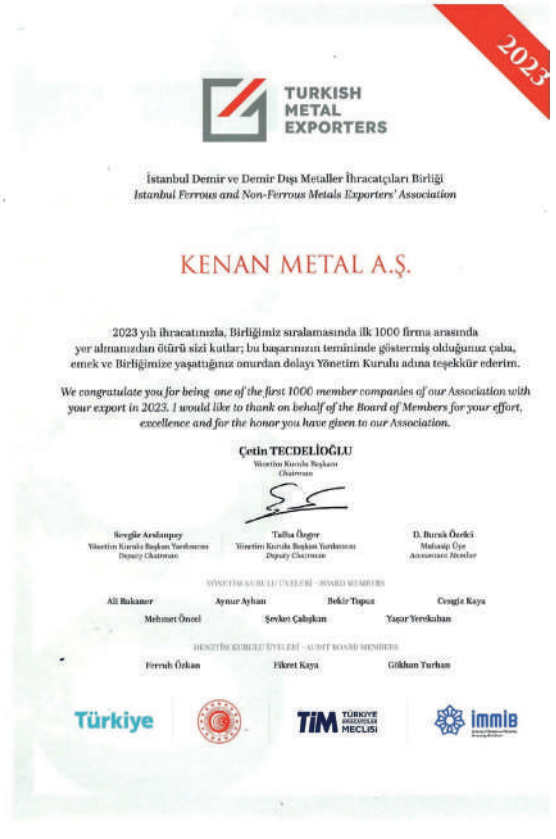 2023
TURKISH
METAL
EXPORTERS
İstanbul Demir ve Demir Dışı Metaller İhracatçıları Birliği
Istanbul Ferrous and Non-Ferrous Metals Exporters' Association
KENAN METAL A.Ş.
2023 yılı ihracatınızla, Birliğimiz sıralamasında ilk 1000 firma arasında
yer almanızdan ötürü sizi kutlar; bu başarınızın temininde göstermiş olduğunuz çaba,
emek ve Birliğimize yaşattığınız onurdan dolayı Yönetim Kurulu adına teşekkür ederim.
We congratulate you for being one of the first 1000 member companies of our Association with
your export in 2023. I would like to thank on behalf of the Board of Members for your effort,
excellence and for the honor you have given to our Association.
Çetin TECDELİOĞLU
Yönetim Kurulu Başkanı
Chairman
Sevgür Arslanpay Talha Özger D. Burak Özelci
Yönetim Kurulu Başkan Yardımcısı Yönetim Kurulu Başkan Yardımcısı Muhasip Üye
Deputy Chairman Deputy Chairman Accountant Member
YÖNETİM KURULU ÜYELERİ - BOARD MEMBERS
Ali Bakaner Aynur Ayhan Bekir Topuz Cengiz Kaya
Mehmet Öncel Şevket Çalışkan Yaşar Yerekaban
DENETİM KURULU ÜYELERİ - AUDIT BOARD MEMBERS
Ferruh Özkan Fikret Kaya Gökhan Turhan
Türkiye
TİM TÜRKİYE
İHRACATÇILAR
MECLİSİ
immiB